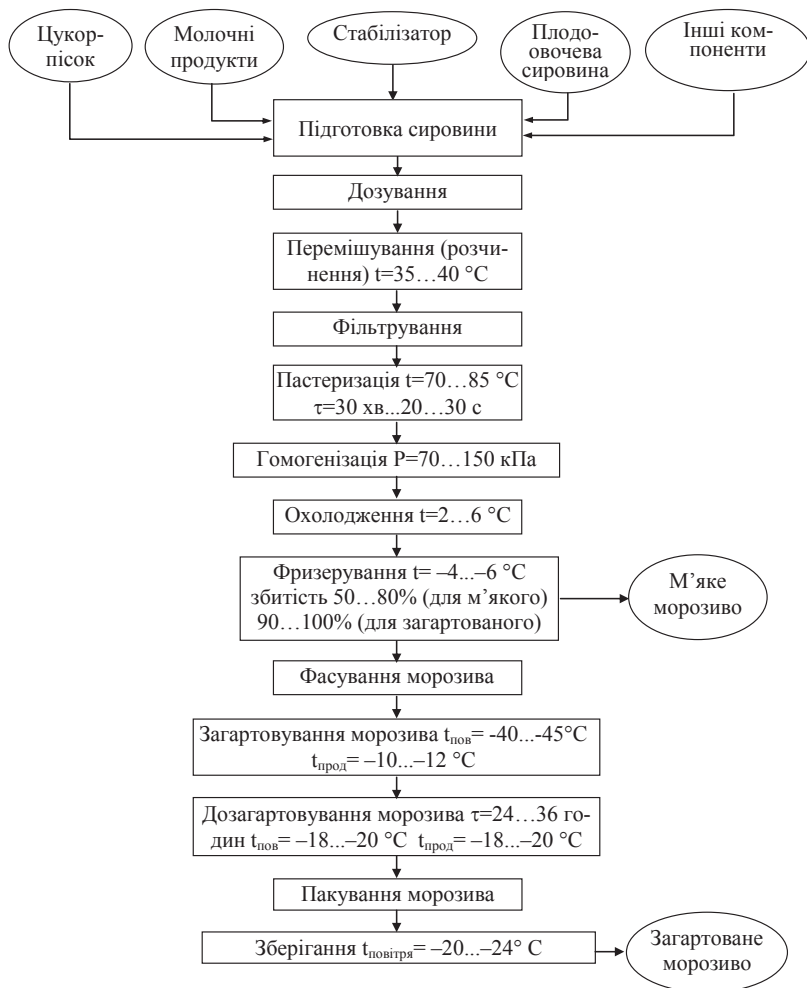 Цукор-
пісок
Молочні
продукти
Стабілізатор
Плодо-
овочева
сировина
Інші ком-
поненти
Підготовка сировини
Дозування
Перемішування (розчи-
нення) t=35…40 °С
Фільтрування
Пастеризація t=70…85 °С
τ=30 хв...20…30 с
Гомогенізація Р=70…150 кПа
Охолодження t=2…6 °С
Фризерування t= –4...–6 °С
збитість 50…80% (для м’якого)
90…100% (для загартованого)
М’яке
морозиво
Фасування морозива
Загартовування морозива tпов= -40...-45°С
tпрод= –10...–12 °С
Дозагартовування морозива τ=24…36 го-
дин tпов= –18...–20 °С tпрод= –18...–20 °С
Пакування морозива
Зберігання tповітря= –20...–24° С
Загартоване
морозиво